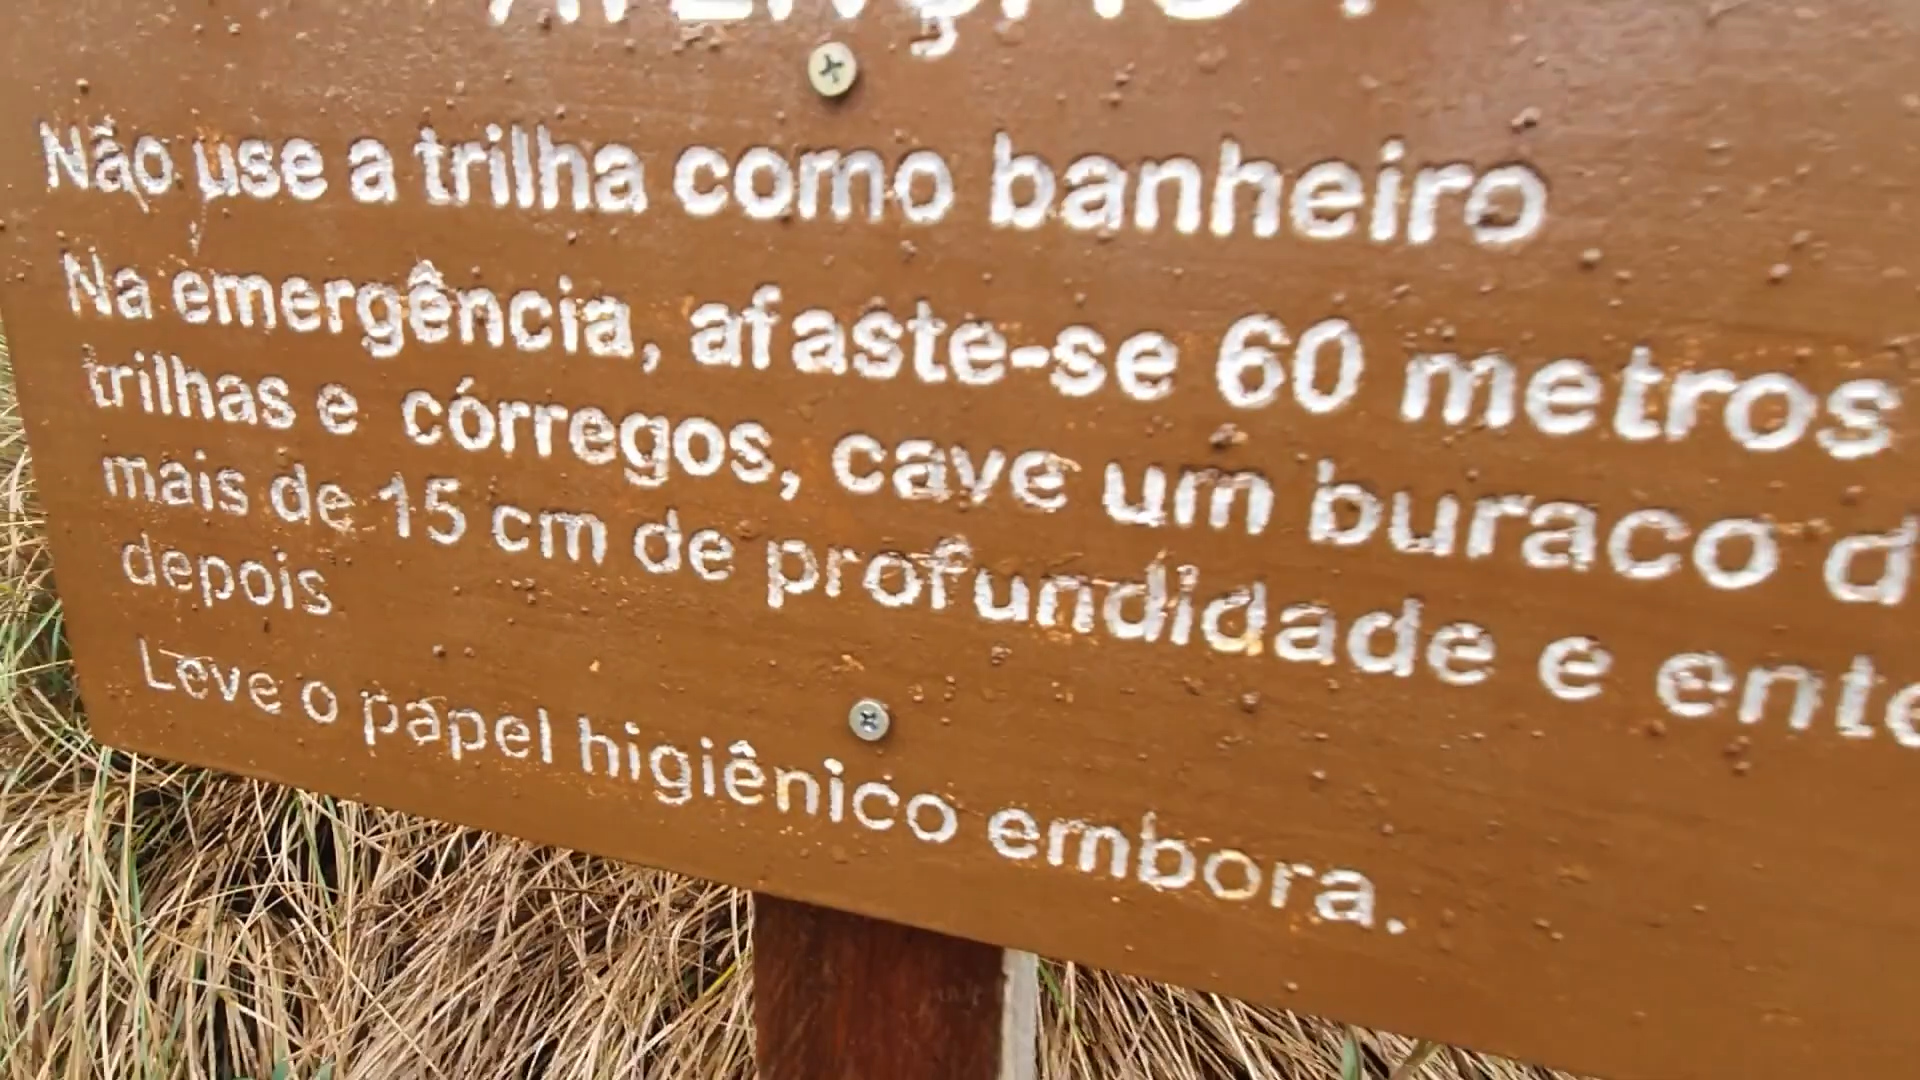 ATENÇÃO !
Não use a trilha como banheiro
Na emergência, afaste-se 60 metros
trilhas e córregos, cave um buraco d
mais de 15 cm de profundidade e ente
depois
Leve o papel higiênico embora.